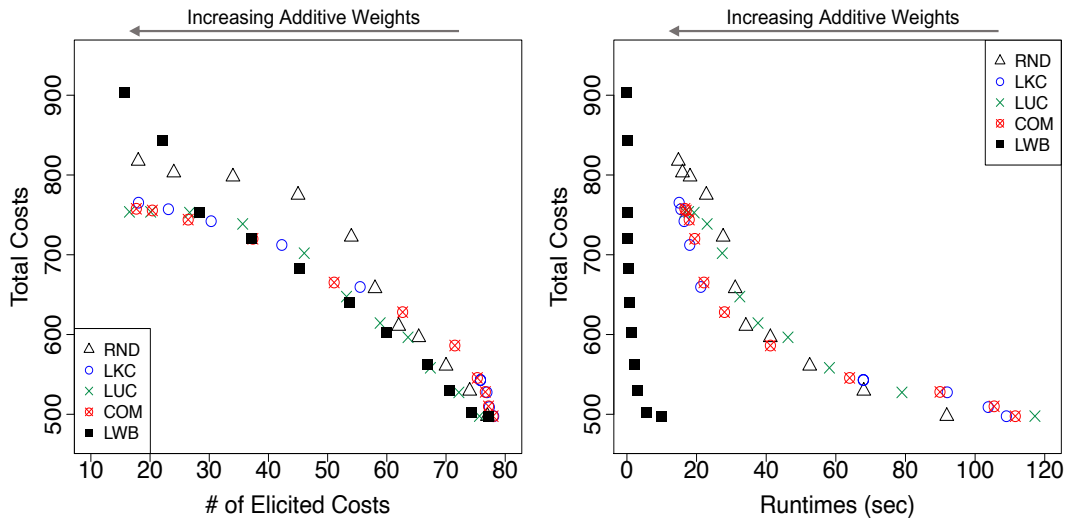 Increasing Additive Weights
Total Costs
900
800
700
600
500
RND
LKC
LUC
COM
LWB
10 20 30 40 50 60 70 80
# of Elicited Costs
Increasing Additive Weights
Total Costs
900
800
700
600
500
RND
LKC
LUC
COM
LWB
0 20 40 60 80 100 120
Runtimes (sec)